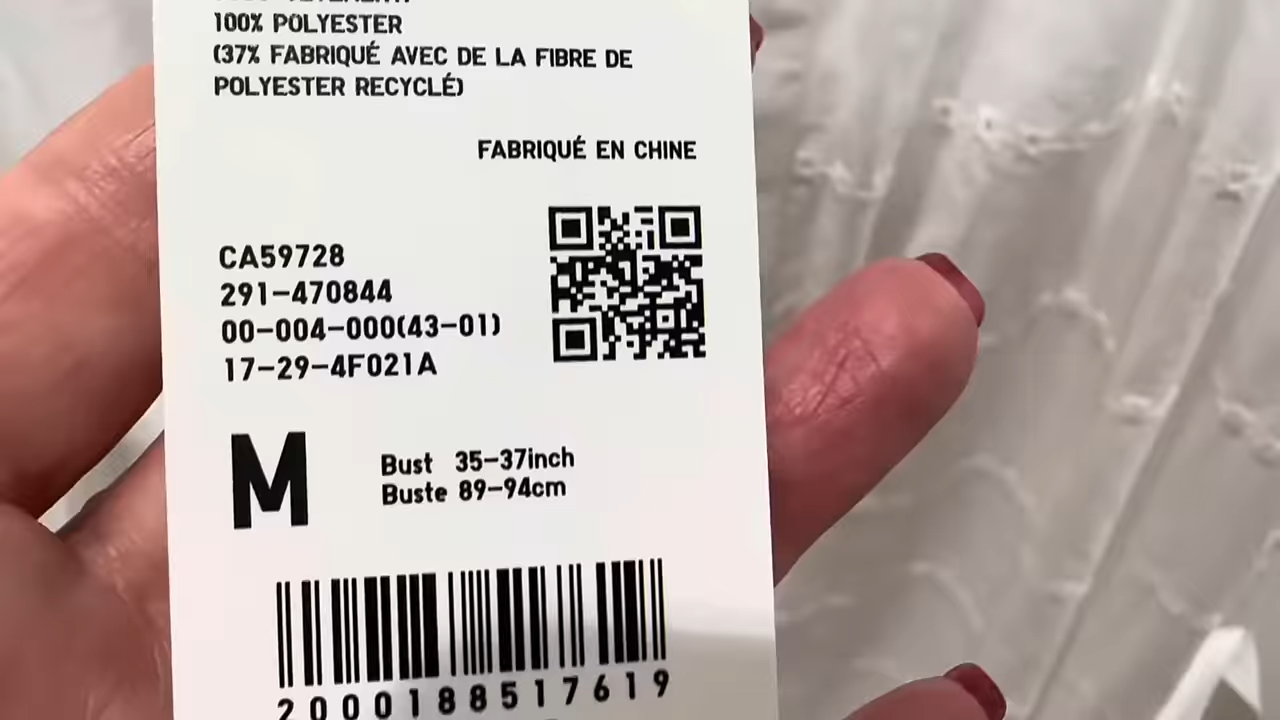 100% POLYESTER
(37% FABRIQUÉ AVEC DE LA FIBRE DE
POLYESTER RECYCLÉ)
FABRIQUÉ EN CHINE
CA59728
291-470844
00-004-000(43-01)
17-29-4F021A
M
Bust 35-37inch
Buste 89-94cm
2000188517619